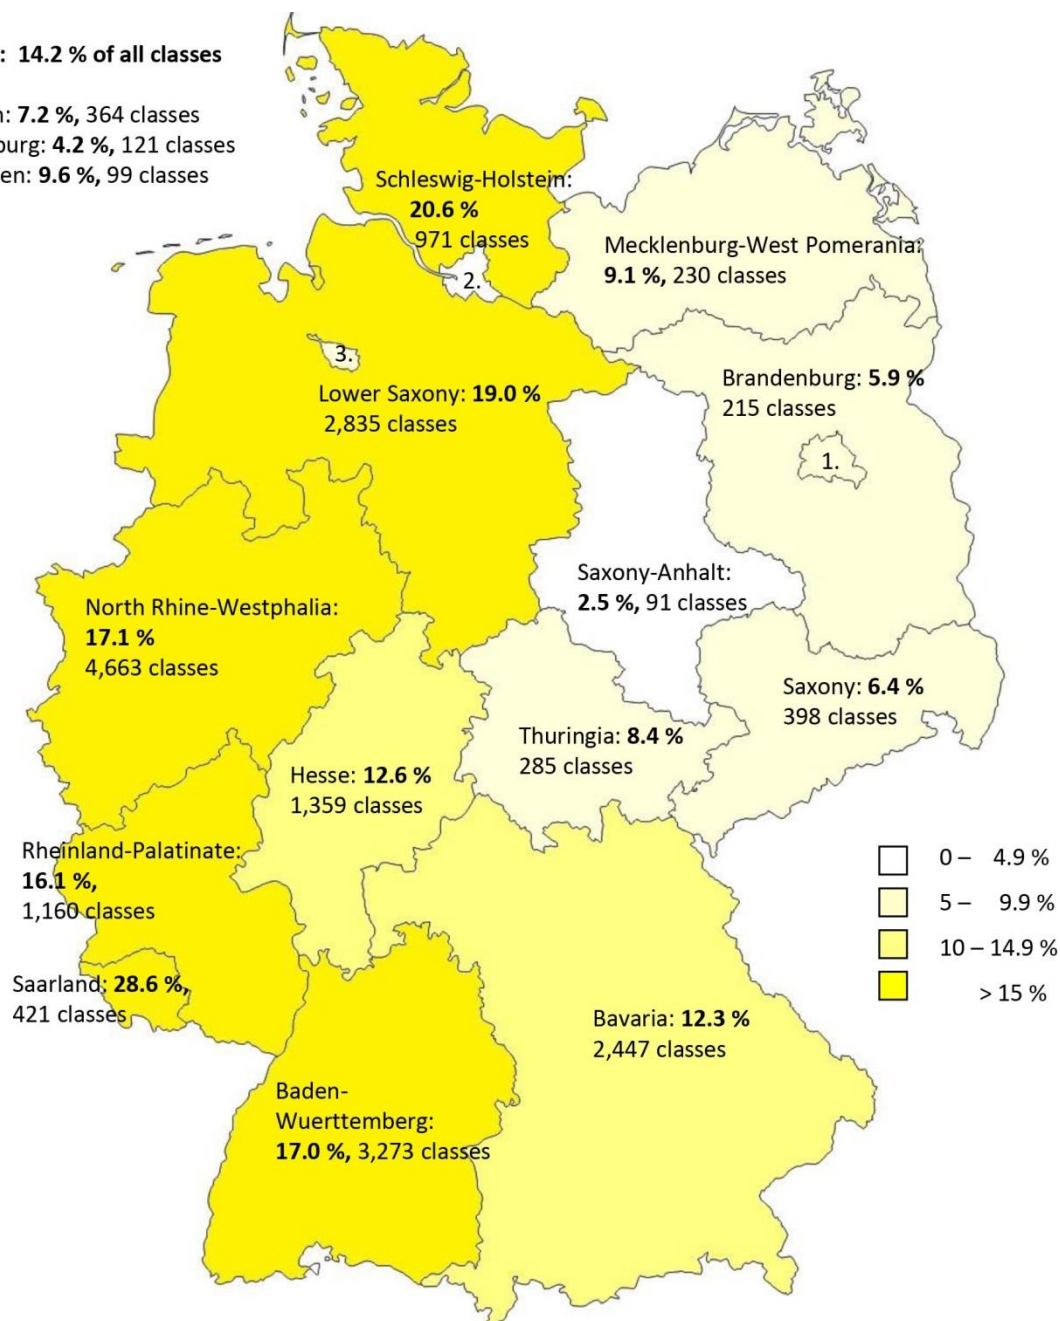 : 14.2 % of all classes
: 7.2 %, 364 classes
burg: 4.2 %, 121 classes
en: 9.6 %, 99 classes
Schleswig-Holstein:
20.6 %
971 classes
Mecklenburg-West Pomerania:
9.1 %, 230 classes
2.
3.
Lower Saxony: 19.0 %
2,835 classes
Brandenburg: 5.9 %
215 classes
1.
Saxony-Anhalt:
2.5 %, 91 classes
North Rhine-Westphalia:
17.1 %
4,663 classes
Saxony: 6.4 %
398 classes
Thuringia: 8.4 %
285 classes
Hesse: 12.6 %
1,359 classes
Rheinland-Palatinate:
16.1 %,
1,160 classes
0 – 4.9 %
5 – 9.9 %
10 – 14.9 %
> 15 %
Saarland: 28.6 %,
421 classes
Bavaria: 12.3 %
2,447 classes
Baden-
Wuerttemberg:
17.0 %, 3,273 classes